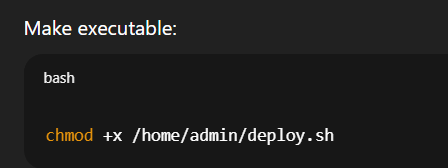 Make executable:
bash
chmod +x /home/admin/deploy.sh